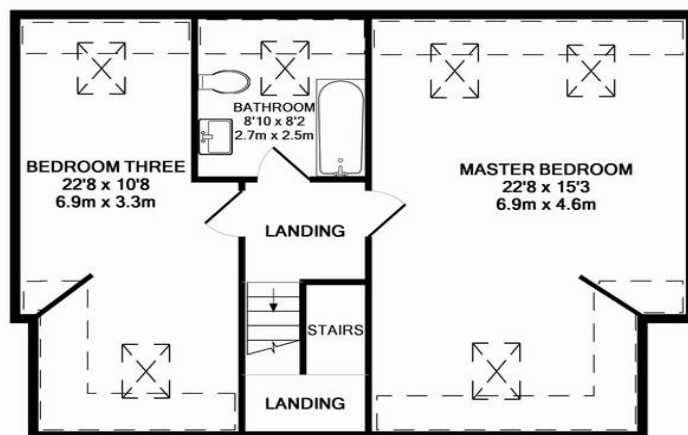 BATHROOM
8'10 x 8'2
2.7m x 2.5m
BEDROOM THREE
22'8 x 10'8
6.9m x 3.3m
MASTER BEDROOM
22'8 x 15'3
6.9m x 4.6m
LANDING
STAIRS
LANDING